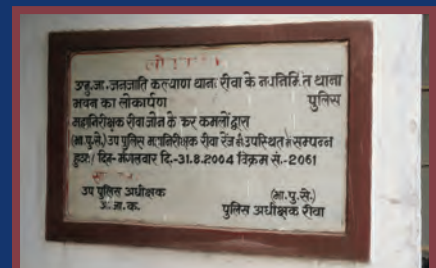 अनु.जा. जनजाति कल्याण थाना रीवा के नवनिर्मित थाना
भवन का लोकार्पण पुलिस
महानिरीक्षक रीवा जोन के कर कमलों द्वारा
(भा.पु.से.) उप पुलिस महानिरीक्षक रीवा रेंज की उपस्थित में सम्पन्न
हुआ। दिन- मंगलवार दि.-31.8.2004 विक्रम सं.-2061
उप पुलिस अधीक्षक (भा.पु.से.)
अ.जा.क. पुलिस अधीक्षक रीवा